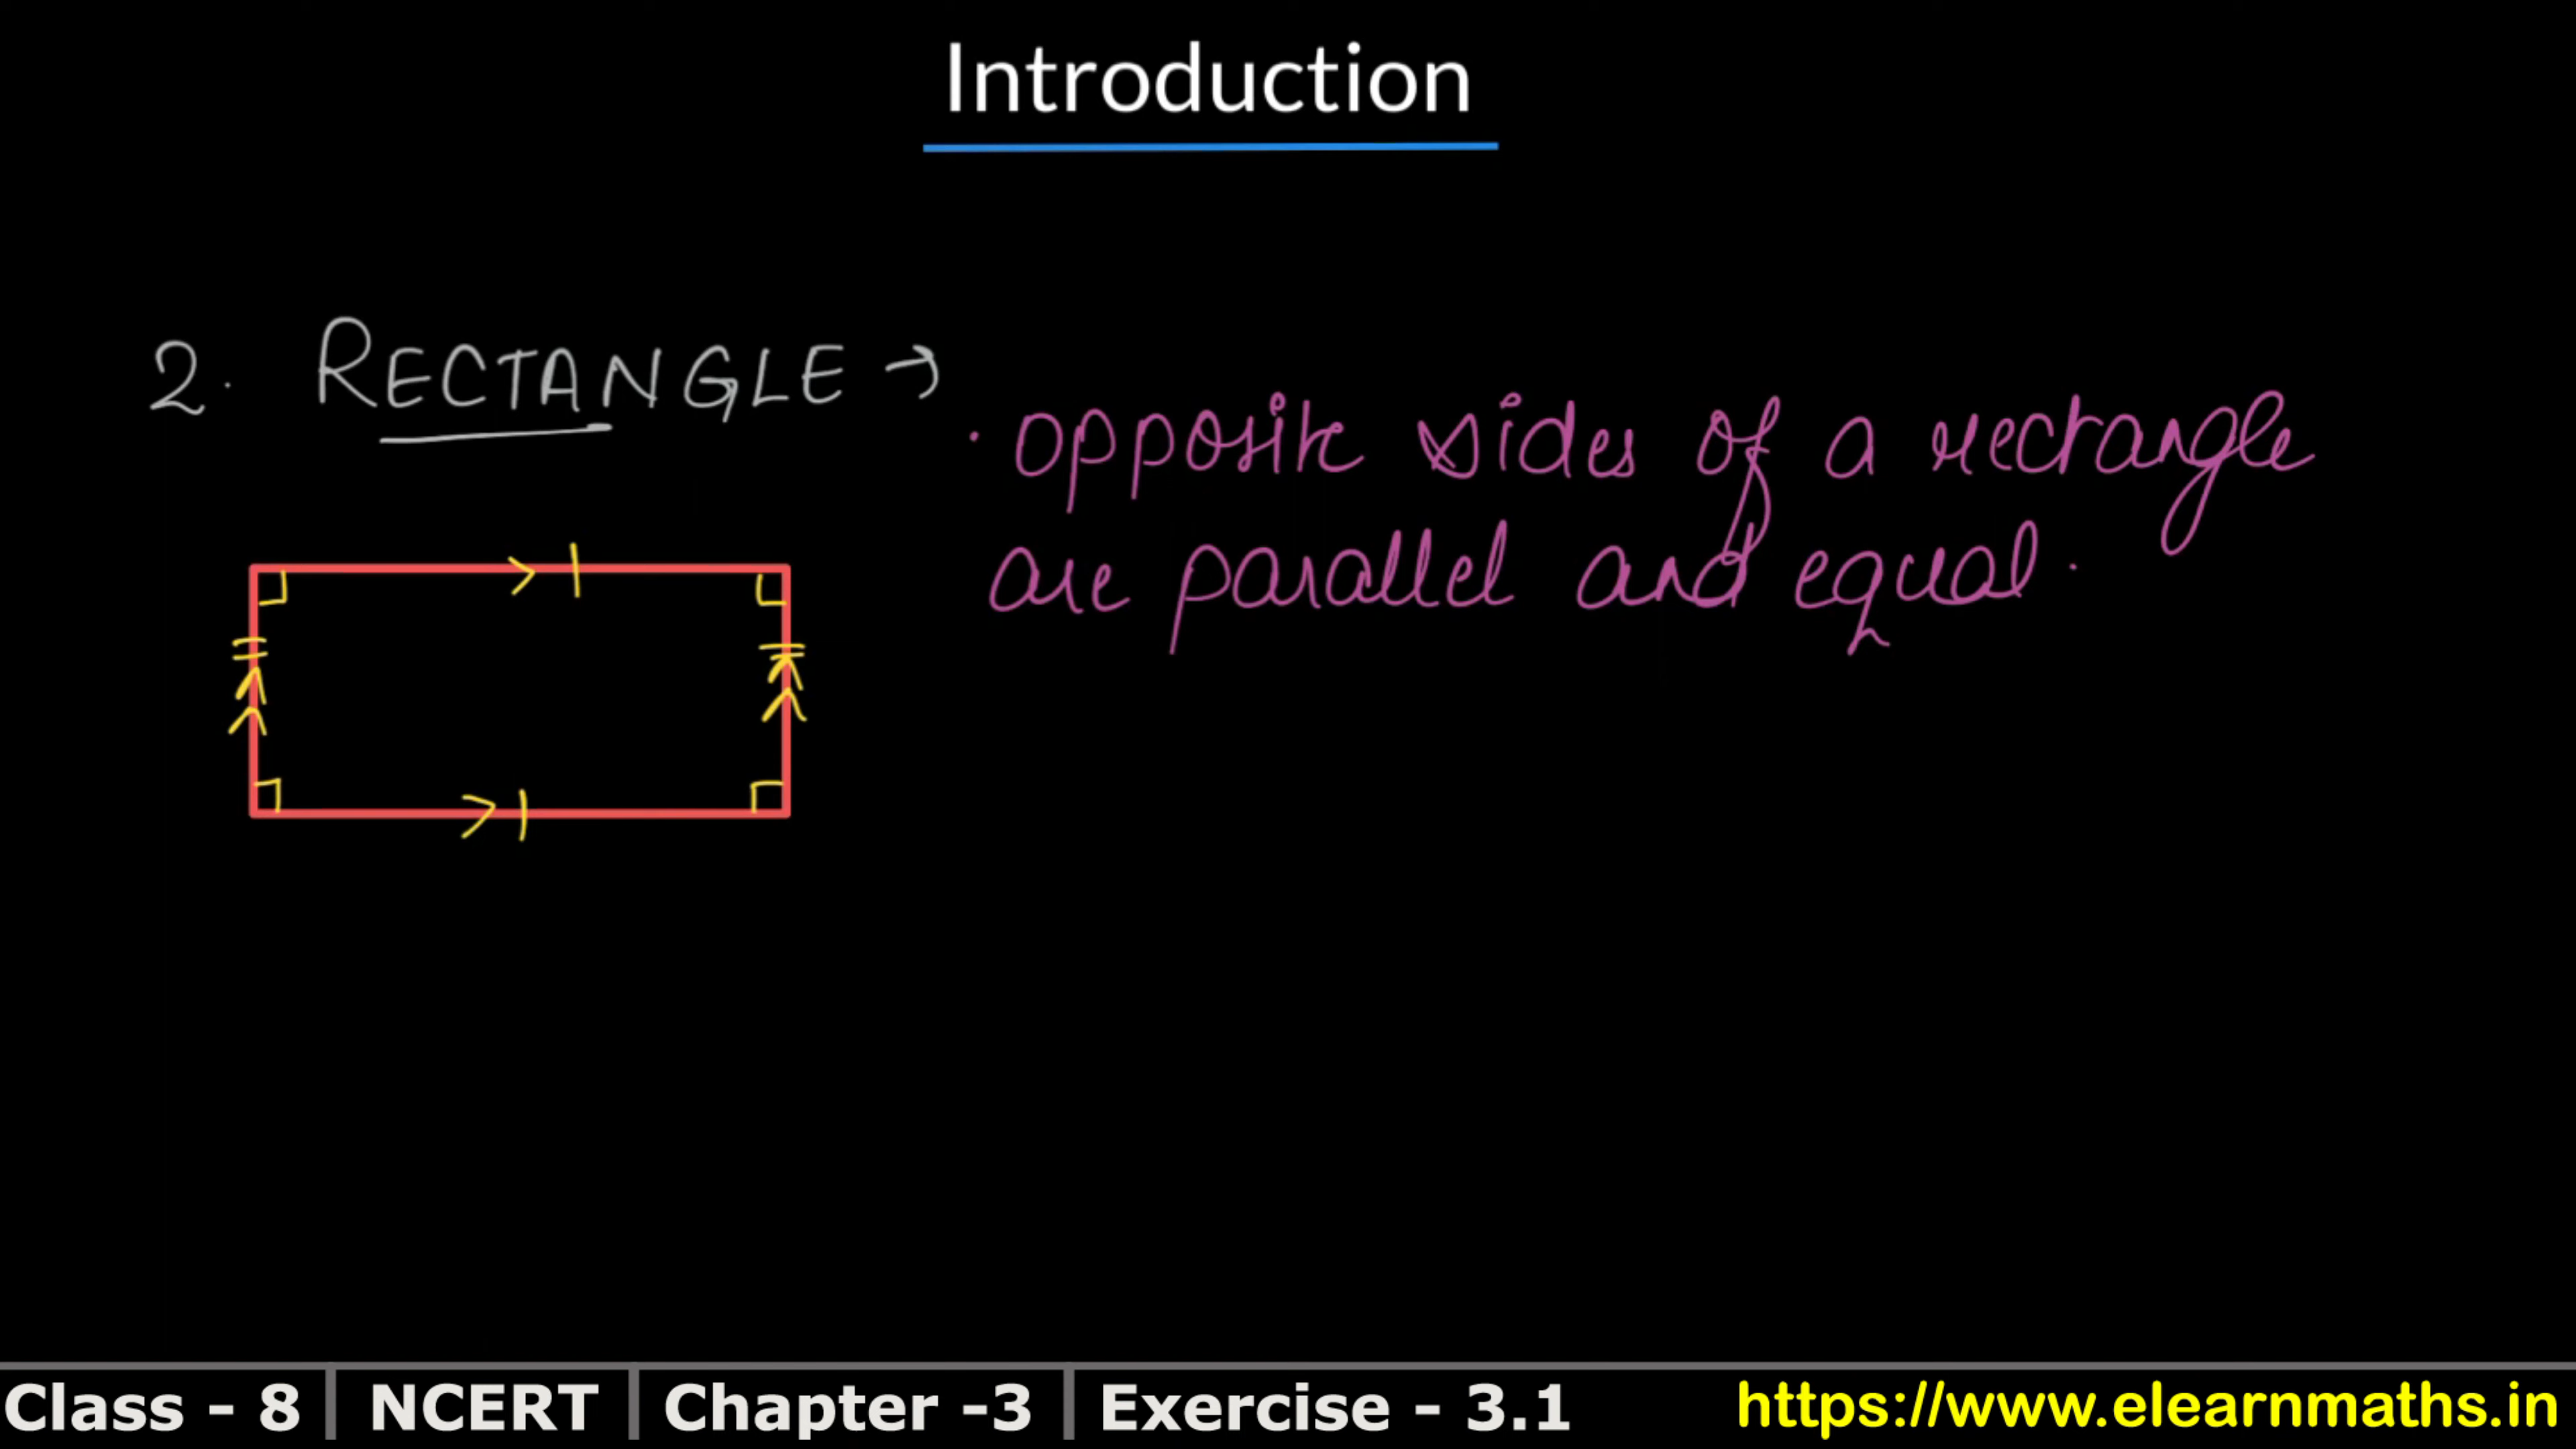 Introduction
2. RECTANGLE →
· opposite sides of a rectangle
are parallel and equal.
Class - 8 | NCERT | Chapter -3 | Exercise - 3.1 https://www.elearnmaths.in